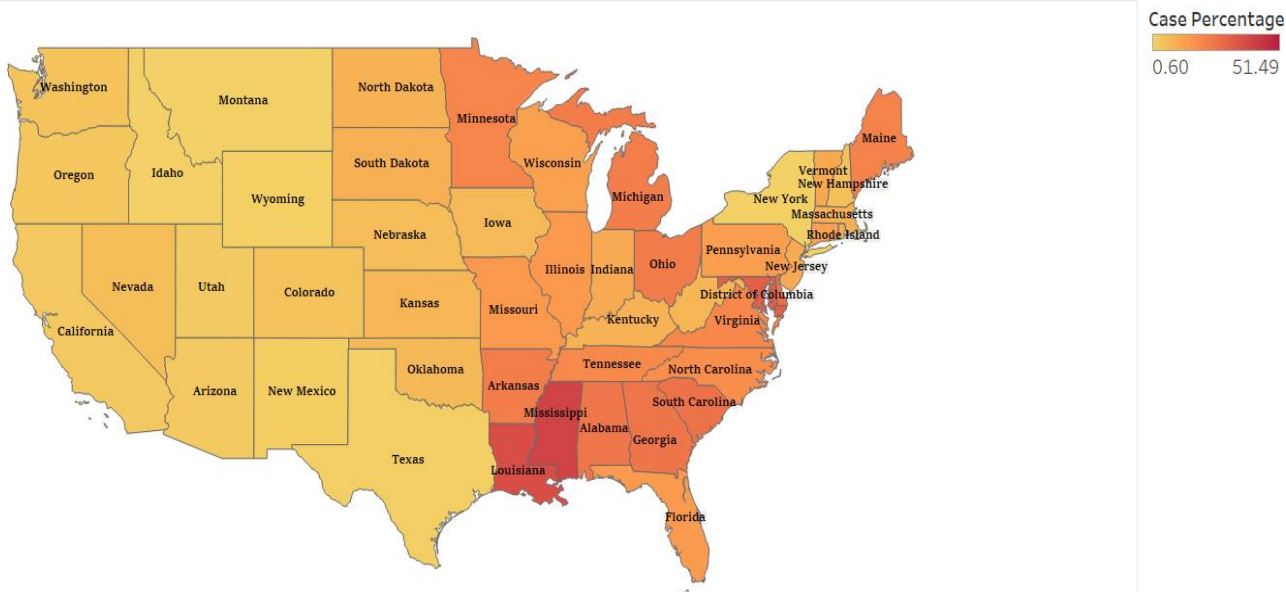 Case Percentage
0.60 51.49
Washington
Montana
North Dakota
Minnesota
Maine
Oregon
Idaho
South Dakota
Wisconsin
Vermont
New Hampshire
Wyoming
Michigan
New York
Massachusetts
Iowa
Nebraska
Rhode Island
Pennsylvania
Nevada
Utah
Colorado
Illinois
Indiana
Ohio
New Jersey
Kansas
District of Columbia
California
Missouri
Kentucky
Virginia
Tennessee
Oklahoma
North Carolina
Arizona
New Mexico
Arkansas
South Carolina
Mississippi
Alabama
Georgia
Texas
Louisiana
Florida